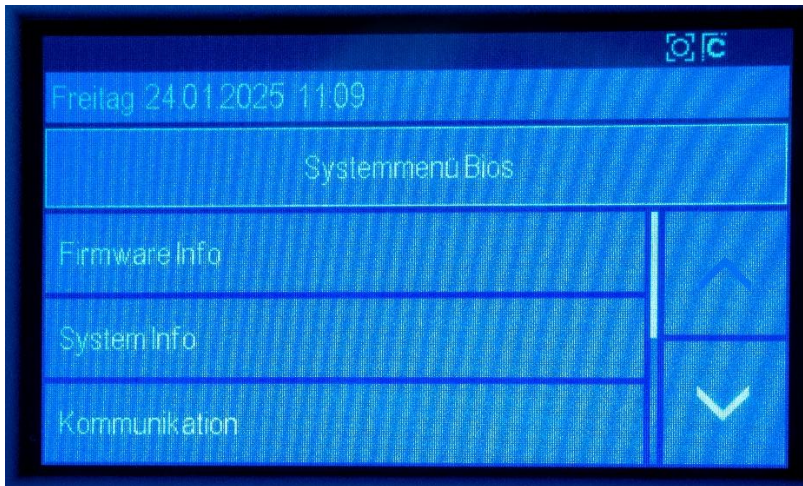 C
Freitag 24.01.2025 11:09
Systemmenü Bios
Firmware Info
System Info
Kommunikation